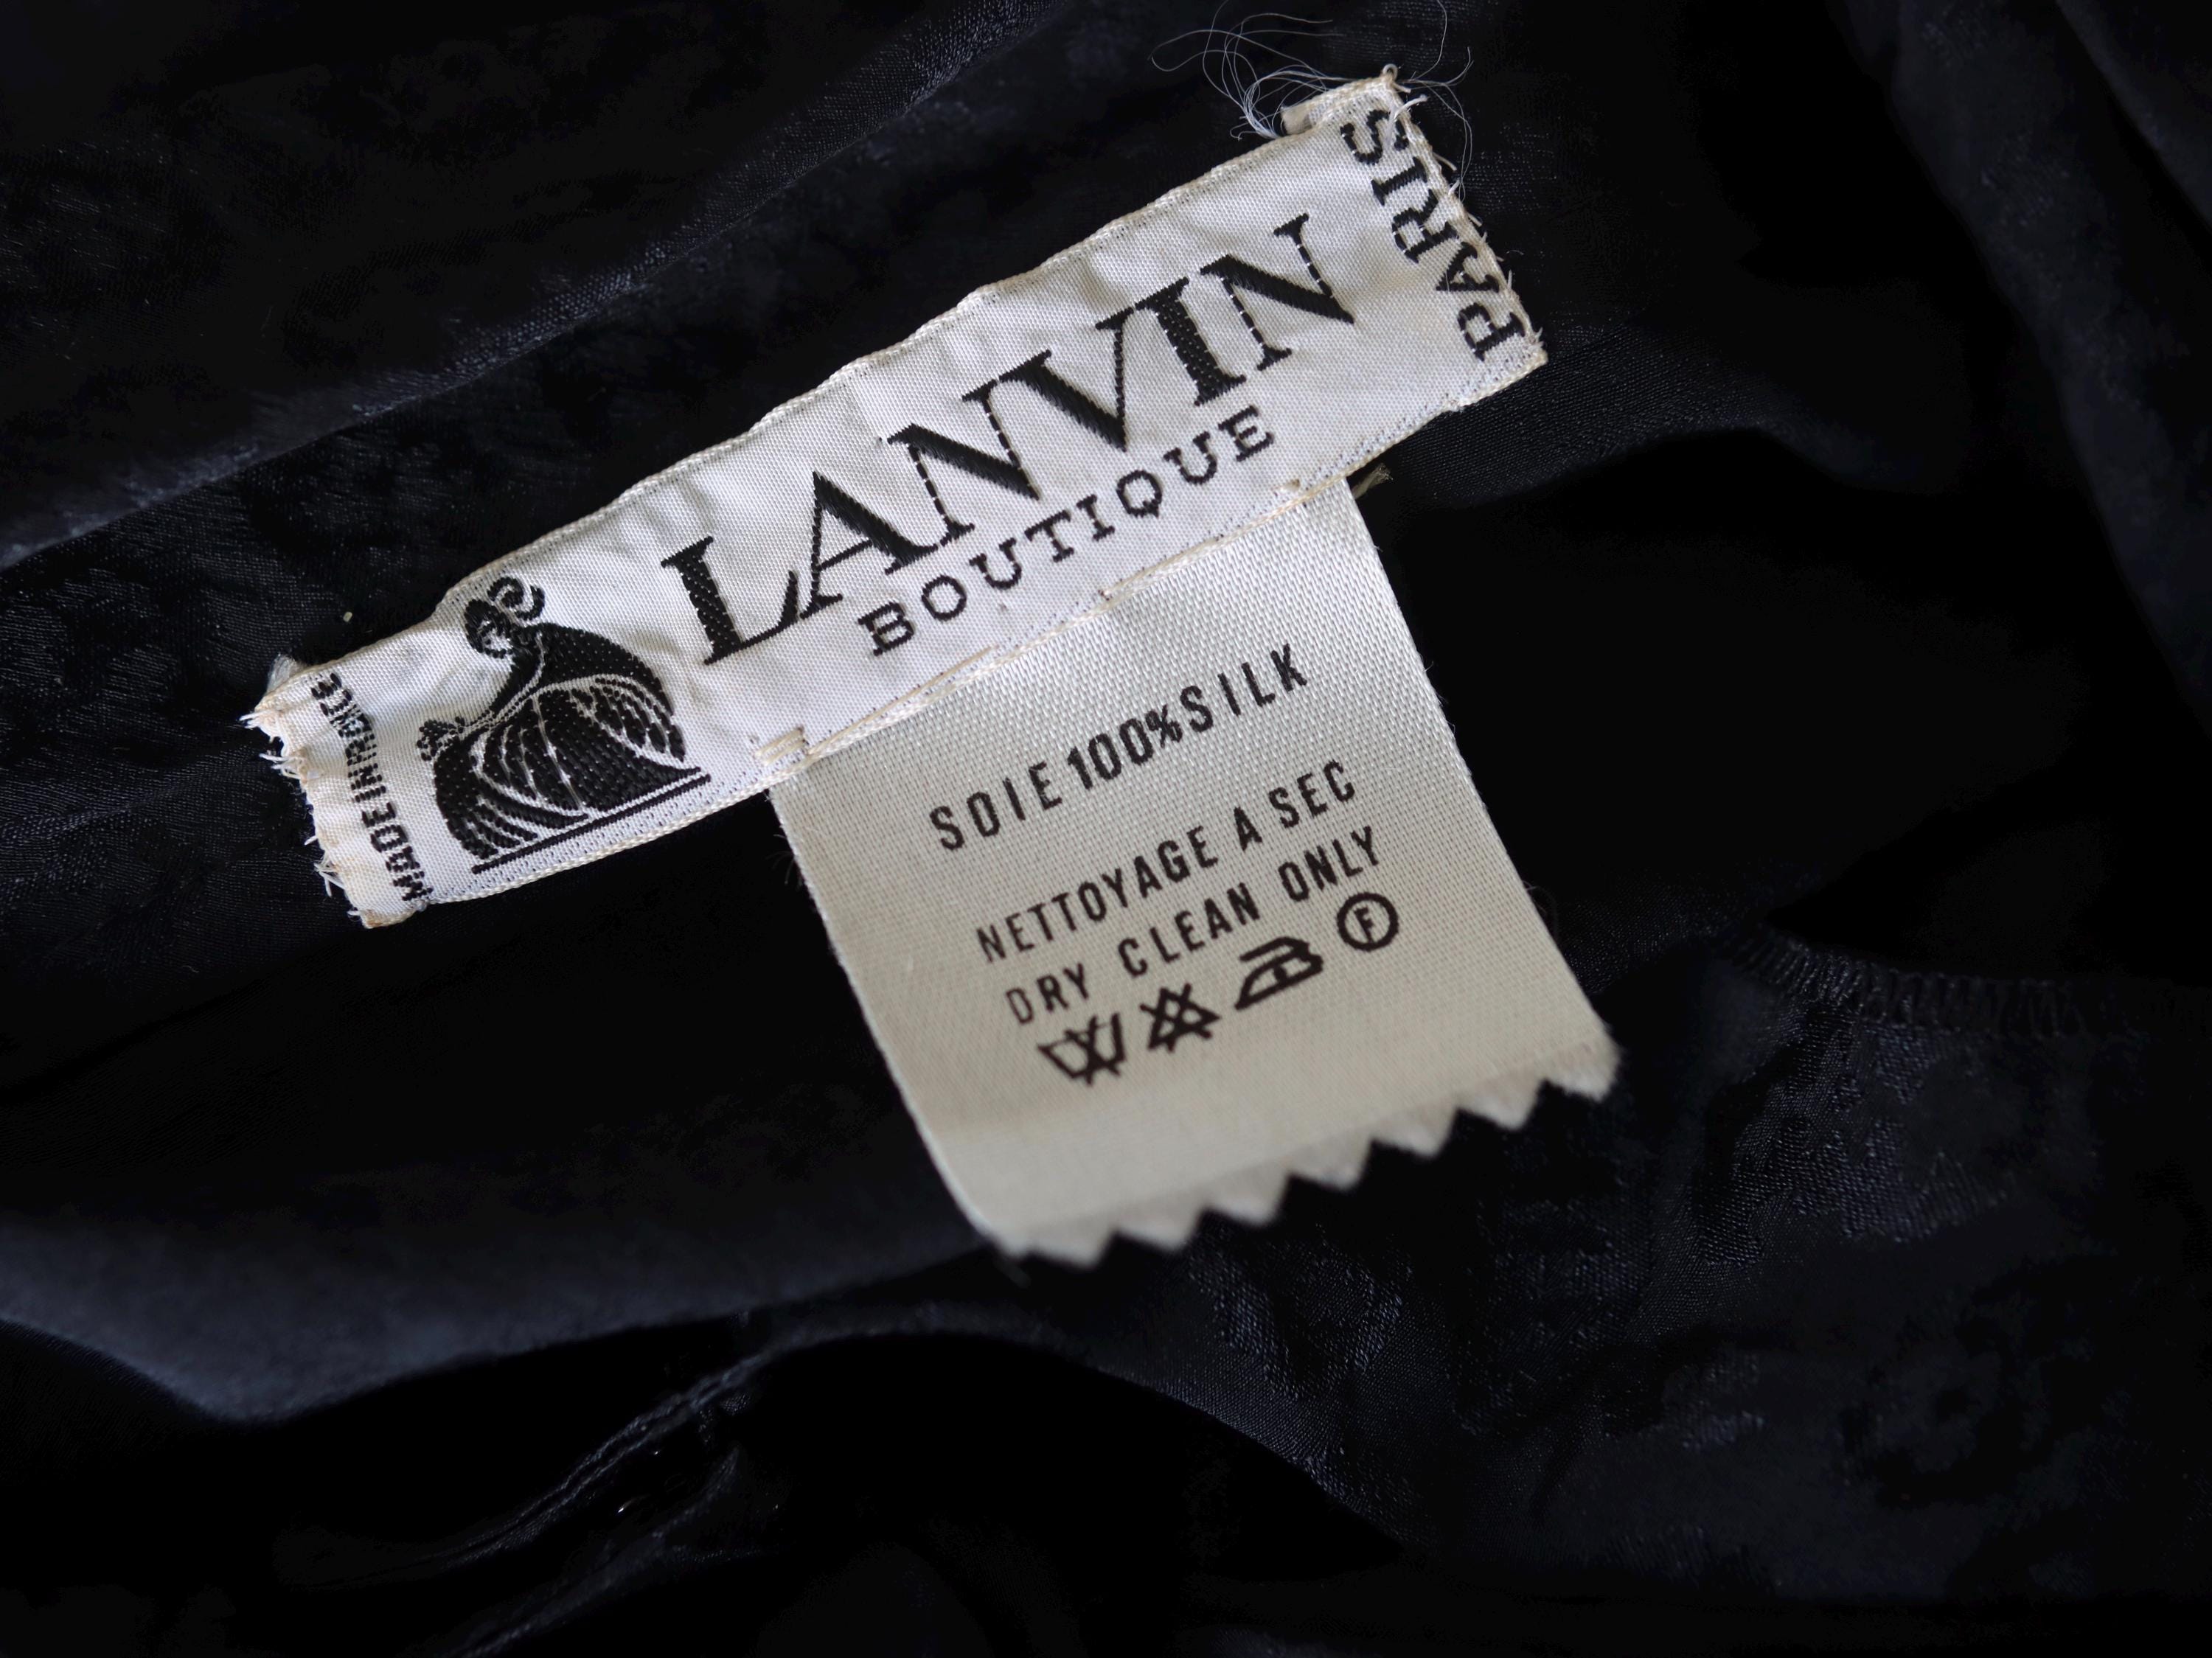 MADE IN FRANCE
LANVIN
BOUTIQUE
PARIS
SOIE 100% SILK
NETTOYAGE A SEC
DRY CLEAN ONLY
F